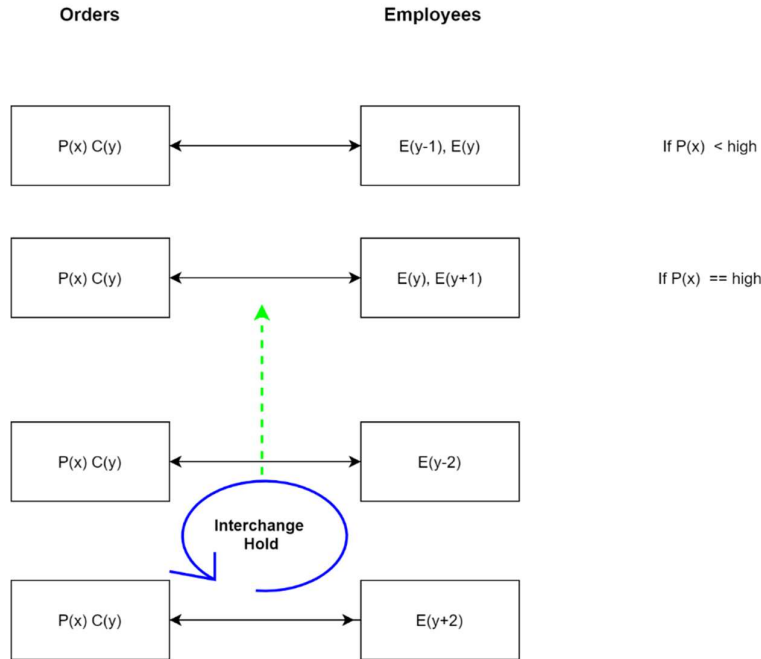 Orders Employees
P(x) C(y) E(y-1), E(y) If P(x) < high
P(x) C(y) E(y), E(y+1) If P(x) == high
P(x) C(y) E(y-2)
Interchange
Hold
P(x) C(y) E(y+2)